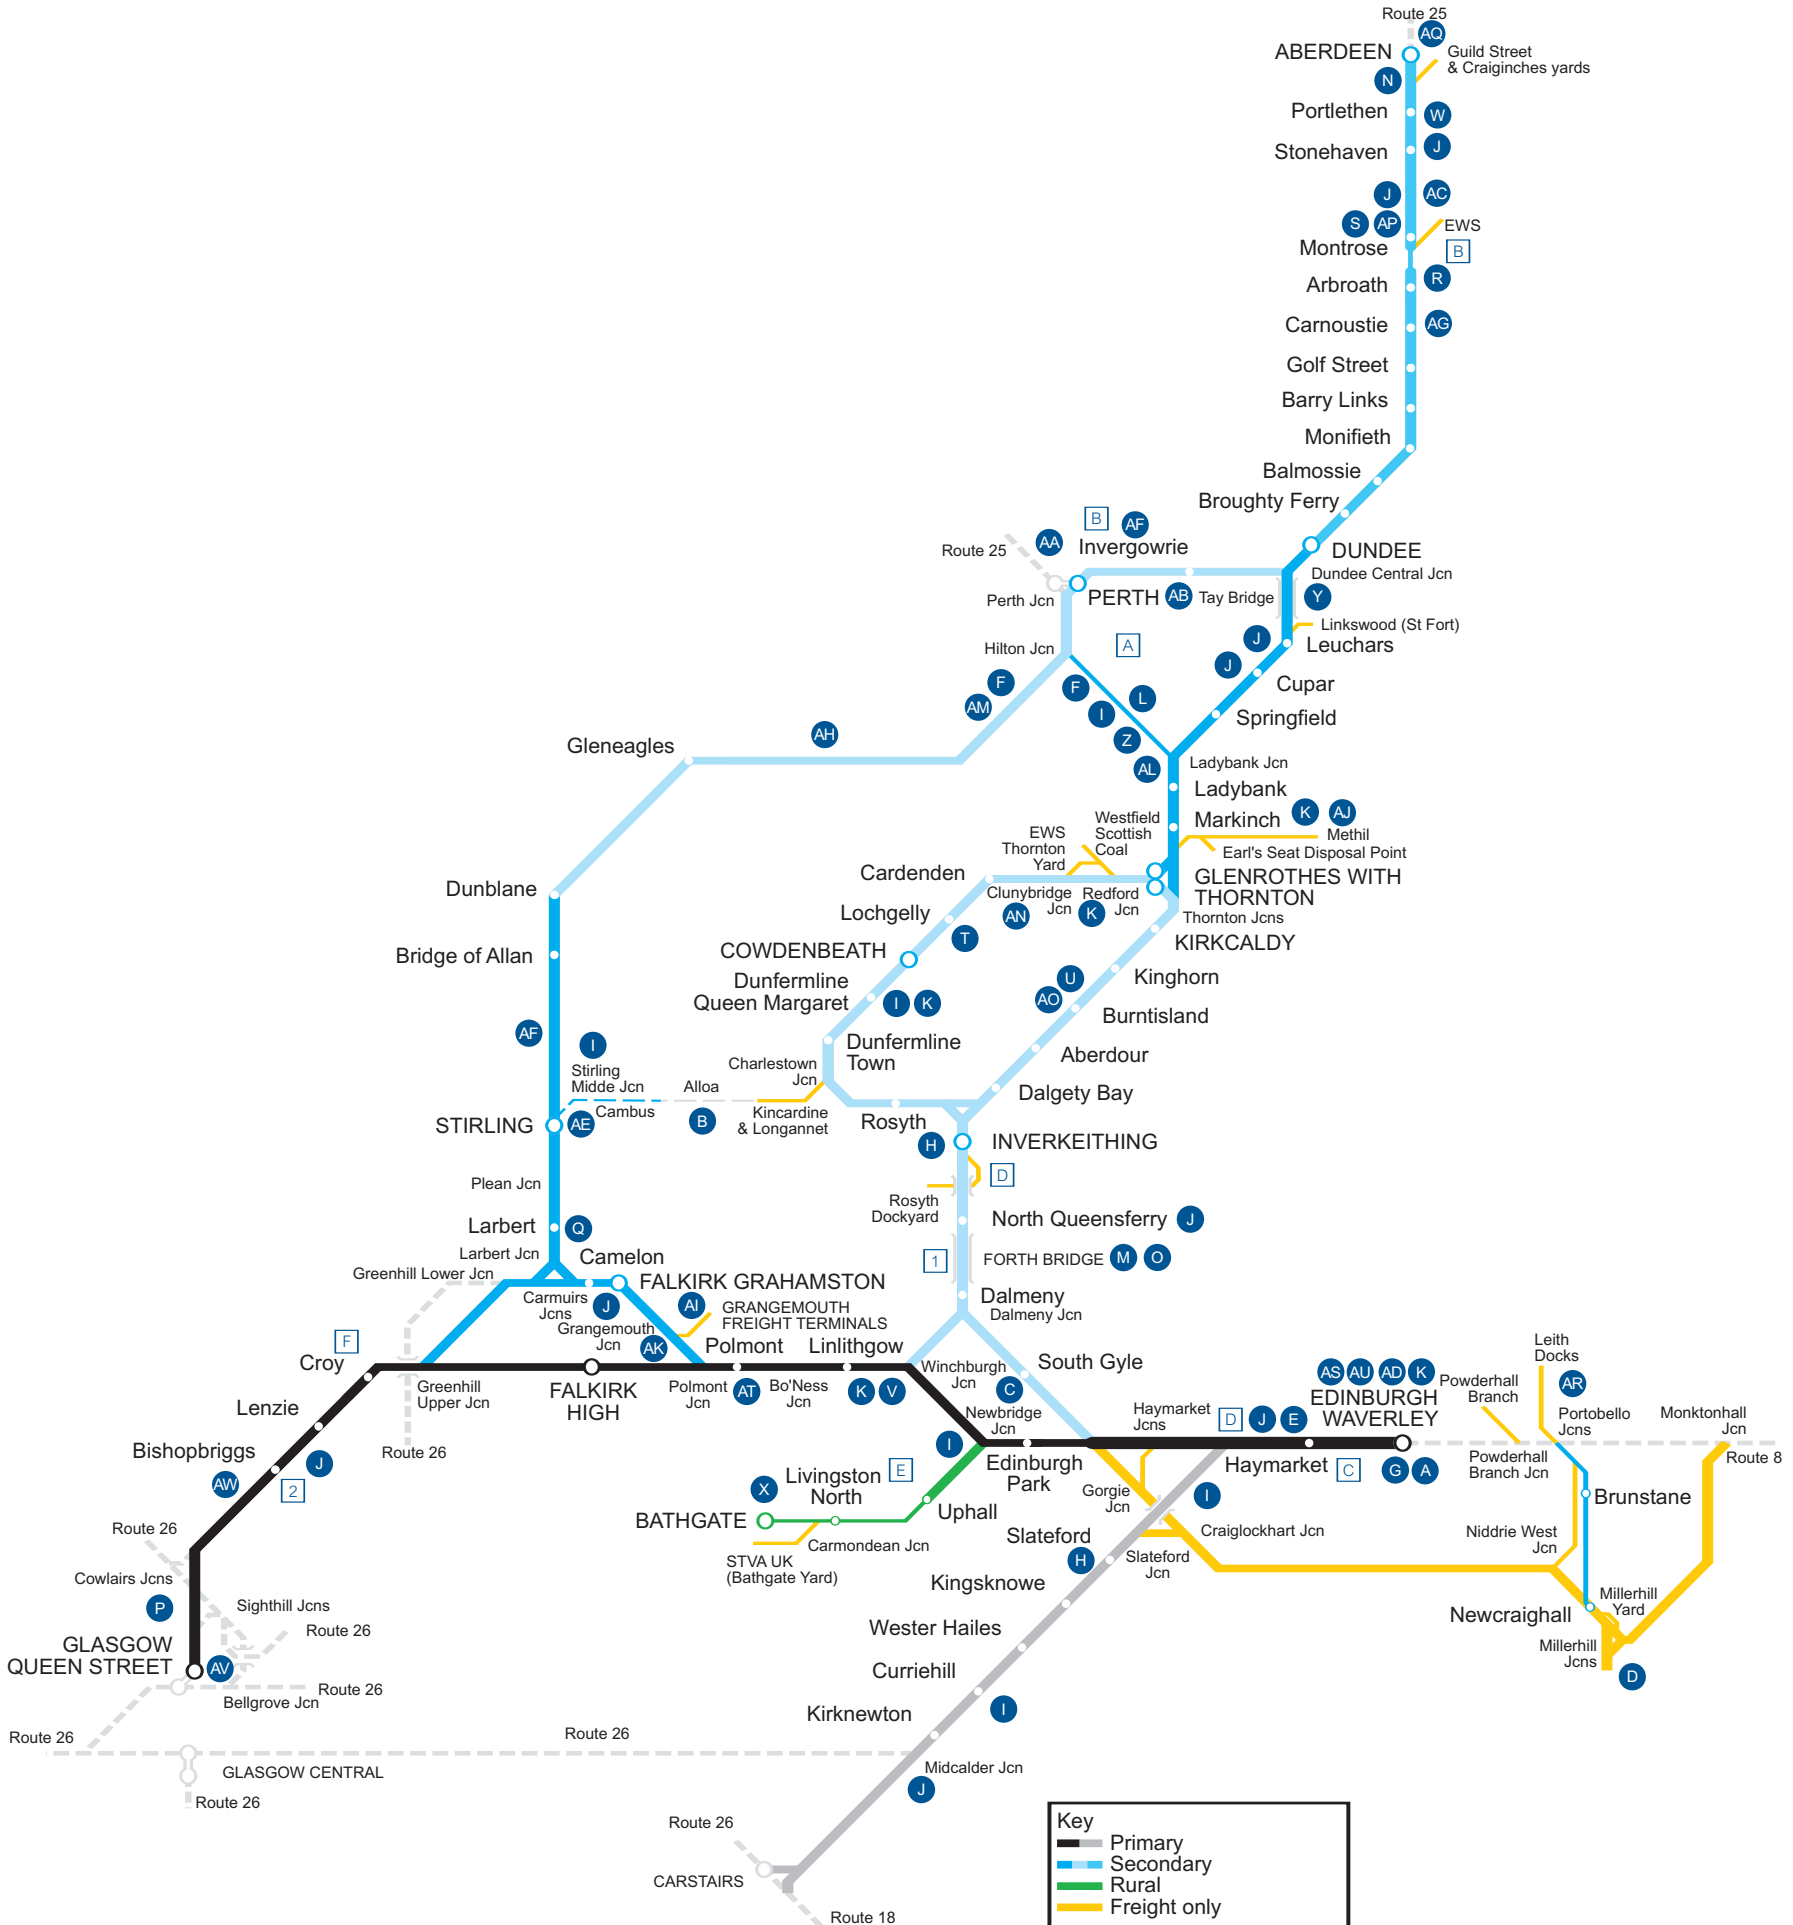 Route 25
AQ
ABERDEEN
Guild Street
& Craiginches yards
N
Portlethen
W
Stonehaven
J
J
AC
S
AP
EWS
Montrose
B
Arbroath
R
Carnoustie
AG
Golf Street
Barry Links
Monifieth
Balmossie
Broughty Ferry
B
AF
AA
Invergowrie
Route 25
DUNDEE
Dundee Central Jcn
Perth Jcn
PERTH
AB
Tay Bridge
Y
Linkswood (St Fort)
J
Leuchars
A
Hilton Jcn
J
F
F
Cupar
L
AM
I
Springfield
AH
Z
Gleneagles
AL
Ladybank Jcn
Ladybank
Westfield
Scottish
Coal
Markinch
K
AJ
EWS
Thornton
Yard
Methil
Earl's Seat Disposal Point
Cardenden
GLENROTHES WITH
THORNTON
Dunblane
Clunybridge
Jcn
Redford
Jcn
AN
K
Lochgelly
Thornton Jcns
T
KIRKCALDY
COWDENBEATH
Bridge of Allan
Dunfermline
Queen Margaret
U
Kinghorn
I
K
AO
Burntisland
AF
I
Dunfermline
Town
Aberdour
Charlestown
Jcn
Stirling
Midde Jcn
Alloa
Dalgety Bay
Cambus
Kincardine
& Longannet
STIRLING
AE
B
Rosyth
H
INVERKEITHING
D
Plean Jcn
Rosyth
Dockyard
Larbert
Q
North Queensferry
J
Larbert Jcn
Camelon
1
FORTH BRIDGE
M
O
Greenhill Lower Jcn
FALKIRK GRAHAMSTON
Carmuirs
Jcns
J
AI
GRANGEMOUTH
FREIGHT TERMINALS
Dalmeny
Dalmeny Jcn
Grangemouth
Jcn
AK
Polmont
Linlithgow
F
Croy
Winchburgh
Jcn
South Gyle
Leith
Docks
AS
AU
AD
K
AR
Greenhill
Upper Jcn
FALKIRK
HIGH
Polmont
Jcn
AT
Bo'Ness
Jcn
K
V
C
EDINBURGH
WAVERLEY
Powderhall
Branch
Lenzie
Newbridge
Jcn
Haymarket
Jcns
D
J
E
Portobello
Jcns
Monktonhall
Jcn
Route 26
Bishopbriggs
I
Edinburgh
Park
Haymarket
C
G
A
Powderhall
Branch Jcn
Route 8
J
AW
2
X
Livingston
North
E
Gorgie
Jcn
I
Brunstane
BATHGATE
Uphall
Route 26
Slateford
Craiglockhart Jcn
Carmondean Jcn
Niddrie West
Jcn
STVA UK
(Bathgate Yard)
H
Slateford
Jcn
Cowlairs Jcns
Kingsknowe
Millerhill
Yard
P
Sighthill Jcns
Newcraighall
Route 26
Wester Hailes
GLASGOW
QUEEN STREET
AV
Millerhill
Jcns
Curriehill
D
Route 26
Bellgrove Jcn
I
Kirknewton
Route 26
Route 26
GLASGOW CENTRAL
Midcalder Jcn
J
Route 26
Route 26
CARSTAIRS
Route 18
Key
Primary
Secondary
Rural
Freight only